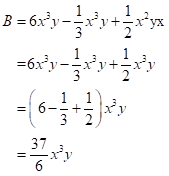 B = 6x³y − 1/3 x³y + 1/2 x²yx
= 6x³y − 1/3 x³y + 1/2 x³y
= (6 − 1/3 + 1/2) x³y
= 37/6 x³y